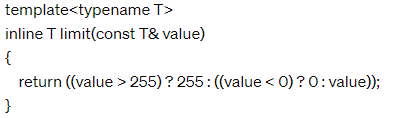 template<typename T>
inline T limit(const T& value)
{
return ((value > 255) ? 255 : ((value < 0) ? 0 : value));
}